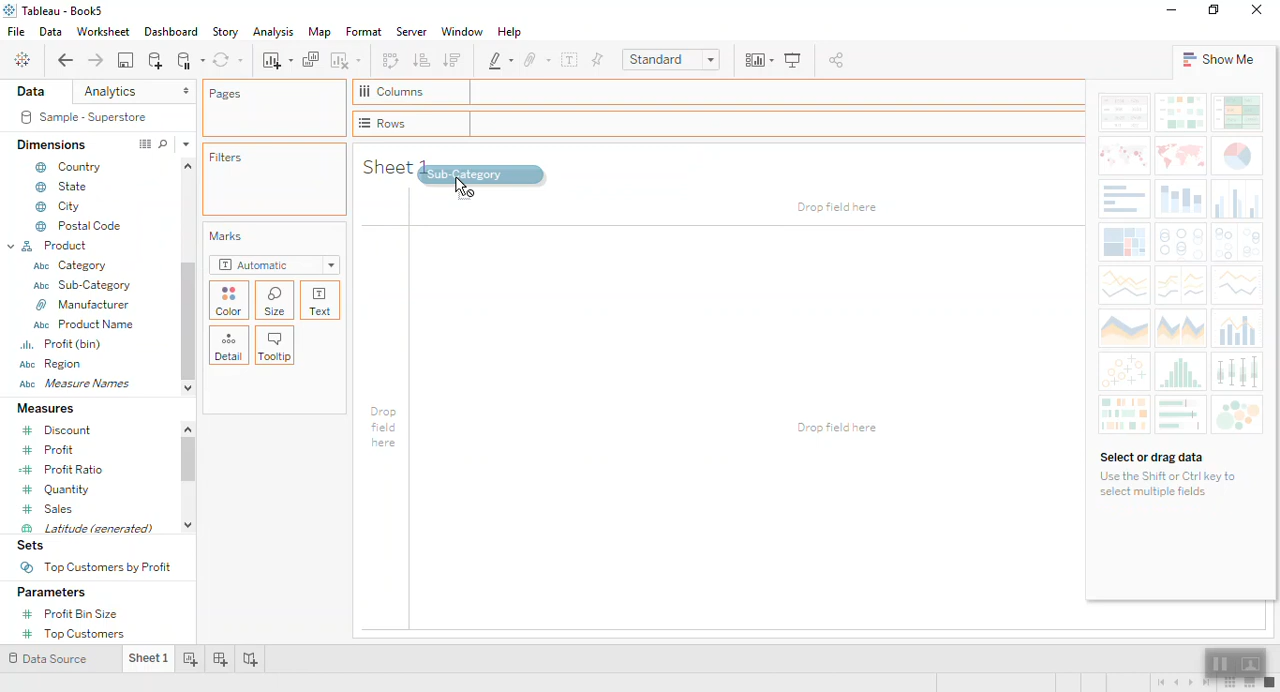 Tableau - Book5
File Data Worksheet Dashboard Story Analysis Map Format Server Window Help
Standard
Show Me
Data
Analytics
Sample - Superstore
Dimensions
Country
State
City
Postal Code
Product
Abc Category
Abc Sub-Category
Manufacturer
Abc Product Name
Profit (bin)
Abc Region
Abc Measure Names
Measures
# Discount
# Profit
=# Profit Ratio
# Quantity
# Sales
Latitude (generated)
Sets
Top Customers by Profit
Parameters
# Profit Bin Size
# Top Customers
Pages
Filters
Marks
Automatic
Color
Size
Text
Detail
Tooltip
Columns
Rows
Sheet 1
Sub-Category
Drop field here
Drop
field
here
Drop field here
Select or drag data
Use the Shift or Ctrl key to
select multiple fields
Data Source
Sheet 1